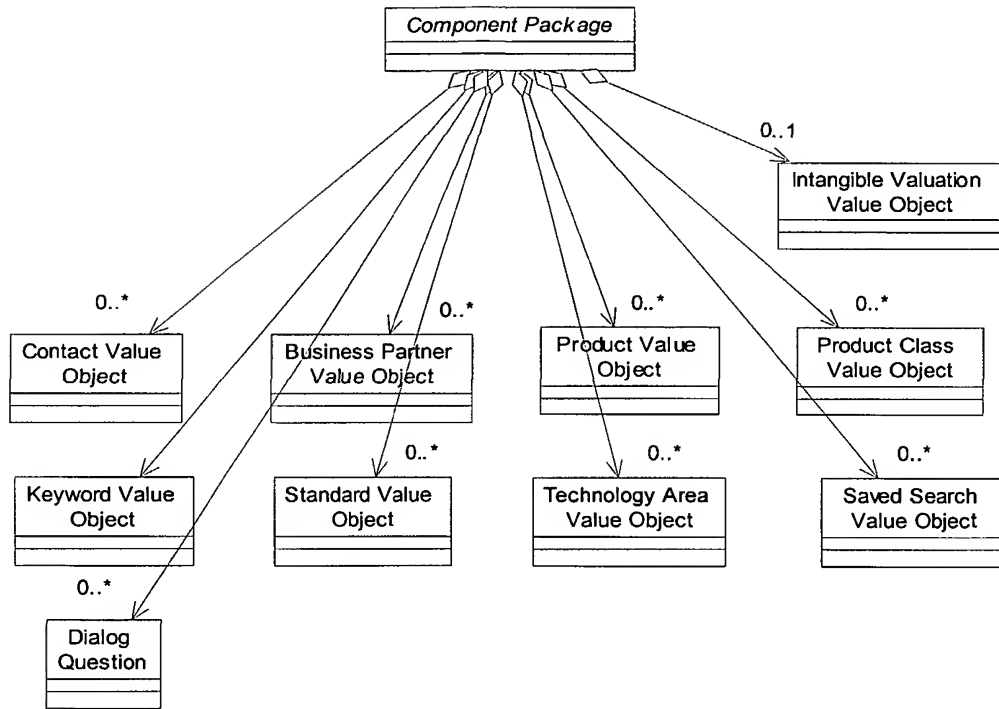 Component Package
0..1
Intangible Valuation
Value Object
0..*
0..*
0..*
0..*
Contact Value
Object
Business Partner
Value Object
Product Value
Object
Product Class
Value Object
0..*
0..*
0..*
Keyword Value
Object
Standard Value
Object
Technology Area
Value Object
Saved Search
Value Object
0..*
Dialog
Question